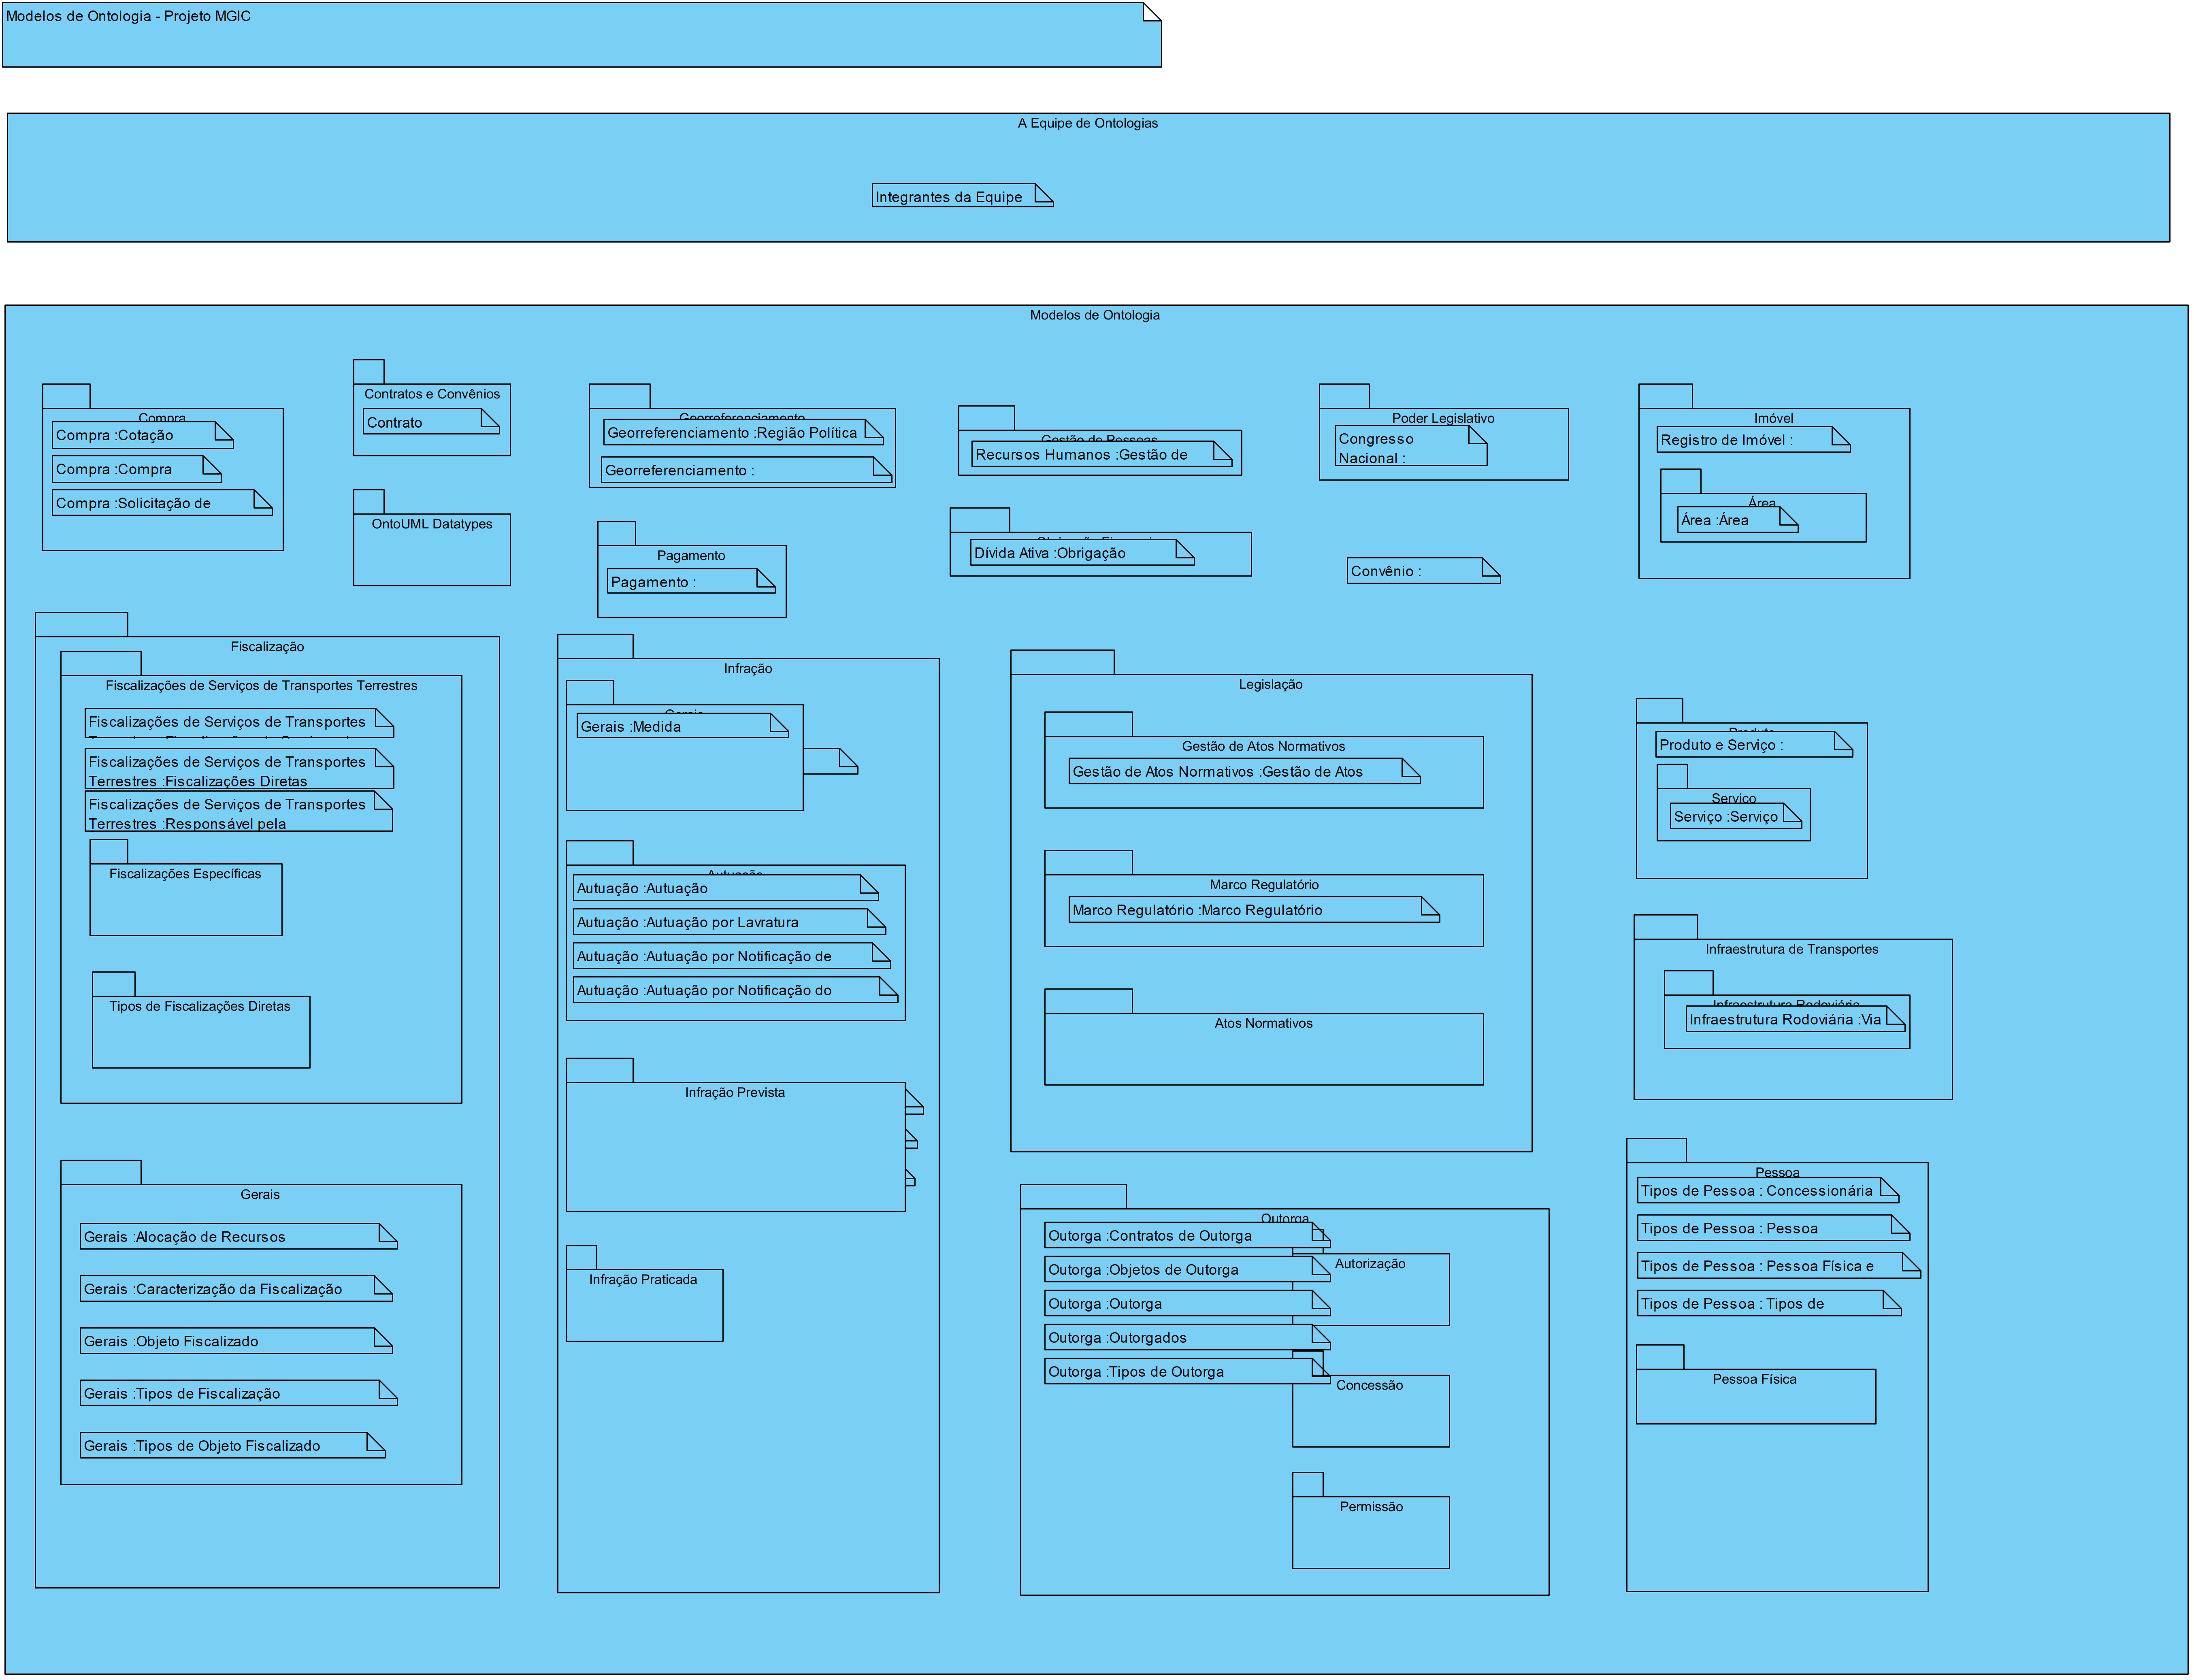 Modelos de Ontologia - Projeto MGIC
A Equipe de Ontologias
Integrantes da Equipe
Modelos de Ontologia
Compra
Compra :Cotação
Compra :Compra
Compra :Solicitação de
Contratos e Convênios
Contrato
OntoUML Datatypes
Georreferenciamento
Georreferenciamento :Região Política
Georreferenciamento :
Pagamento
Pagamento :
Gestão de Pessoas
Recursos Humanos :Gestão de
Dívida Ativa :Obrigação
Poder Legislativo
Congresso
Nacional :
Convênio :
Imóvel
Registro de Imóvel :
Área
Área :Área
Fiscalização
Fiscalizações de Serviços de Transportes Terrestres
Fiscalizações de Serviços de Transportes
Fiscalizações de Serviços de Transportes
Terrestres :Fiscalizações Diretas
Fiscalizações de Serviços de Transportes
Terrestres :Responsável pela
Fiscalizações Específicas
Tipos de Fiscalizações Diretas
Gerais
Gerais :Alocação de Recursos
Gerais :Caracterização da Fiscalização
Gerais :Objeto Fiscalizado
Gerais :Tipos de Fiscalização
Gerais :Tipos de Objeto Fiscalizado
Infração
Gerais
Gerais :Medida
Autuação
Autuação :Autuação
Autuação :Autuação por Lavratura
Autuação :Autuação por Notificação de
Autuação :Autuação por Notificação do
Infração Prevista
Infração Praticada
Legislação
Gestão de Atos Normativos
Gestão de Atos Normativos :Gestão de Atos
Marco Regulatório
Marco Regulatório :Marco Regulatório
Atos Normativos
Outorga
Outorga :Contratos de Outorga
Outorga :Objetos de Outorga
Outorga :Outorga
Outorga :Outorgados
Outorga :Tipos de Outorga
Autorização
Concessão
Permissão
Produto
Produto e Serviço :
Serviço
Serviço :Serviço
Infraestrutura de Transportes
Infraestrutura Rodoviária
Infraestrutura Rodoviária :Via
Pessoa
Tipos de Pessoa : Concessionária
Tipos de Pessoa : Pessoa
Tipos de Pessoa : Pessoa Física e
Tipos de Pessoa : Tipos de
Pessoa Física